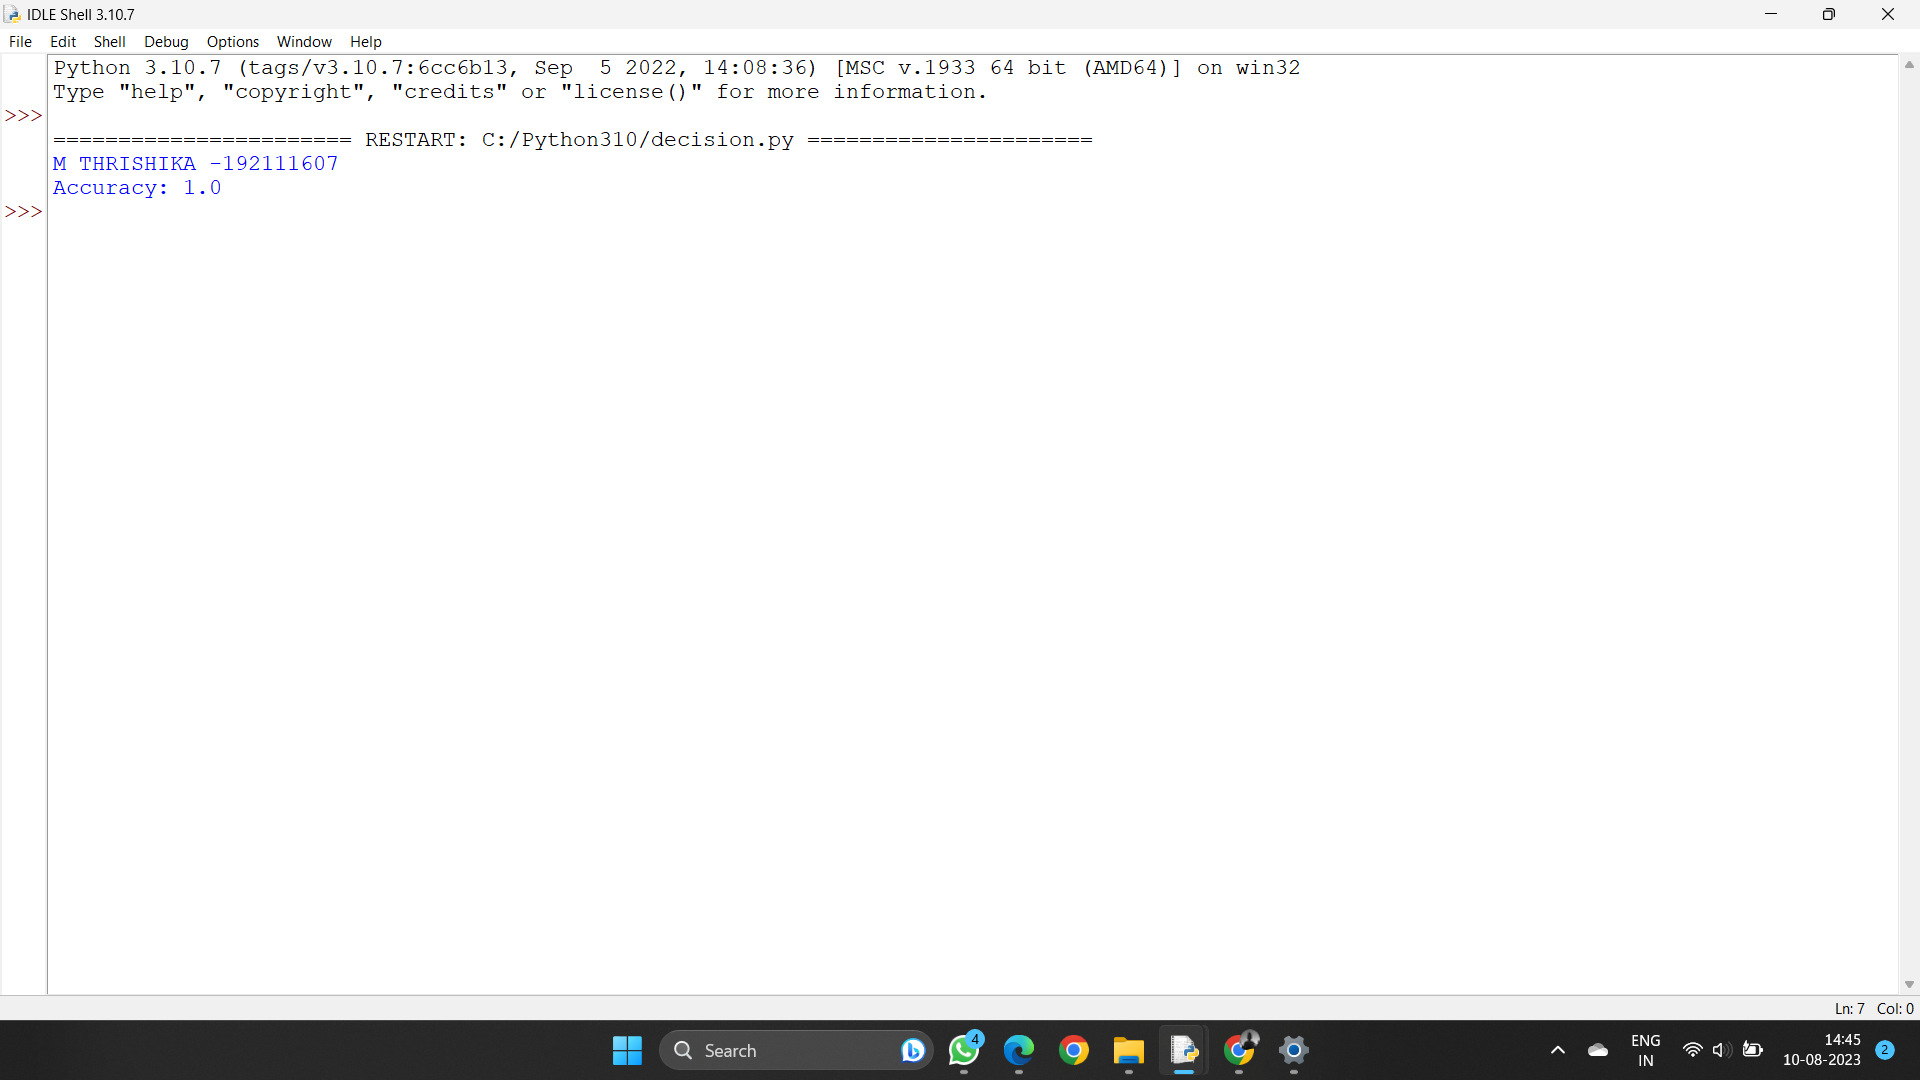 IDLE Shell 3.10.7
File Edit Shell Debug Options Window Help
Python 3.10.7 (tags/v3.10.7:6cc6b13, Sep  5 2022, 14:08:36) [MSC v.1933 64 bit (AMD64)] on win32
Type "help", "copyright", "credits" or "license()" for more information.
>>>
======================= RESTART: C:/Python310/decision.py ======================
M THRISHIKA -192111607
Accuracy: 1.0
>>>
Ln: 7 Col: 0
Search
4
ENG
IN
14:45
10-08-2023
2